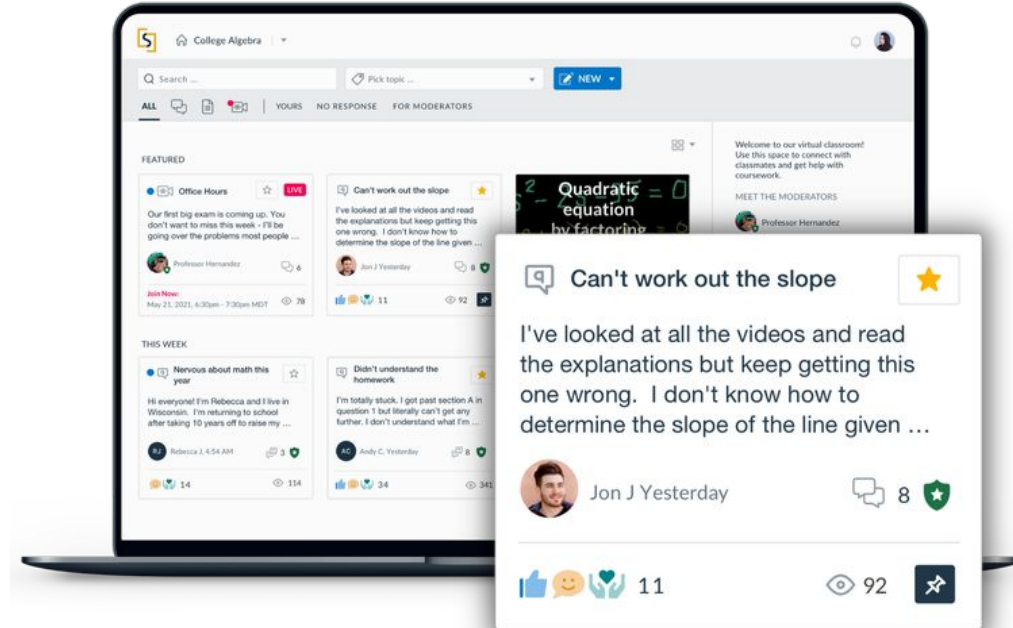 S
College Algebra
Search ...
Pick topic ...
NEW
ALL
YOURS
NO RESPONSE
FOR MODERATORS
FEATURED
Office Hours
LIVE
Our first big exam is coming up. You
don't want to miss this week - I'll be
going over the problems most people ...
Professor Hernandez
6
Join Now:
May 21, 2021, 6:30pm - 7:30pm MDT
78
Can't work out the slope
I've looked at all the videos and read
the explanations but keep getting this
one wrong. I don't know how to
determine the slope of the line given ...
Jon J Yesterday
8
11
92
Quadratic
equation
by factoring
Welcome to our virtual classroom!
Use this space to connect with
classmates and get help with
coursework.
MEET THE MODERATORS
Professor Hernandez
THIS WEEK
Nervous about math this
year
Hi everyone! I'm Rebecca and I live in
Wisconsin. I'm returning to school
after taking 10 years off to raise my ...
RJ
Rebecca J, 4:54 AM
3
14
114
Didn't understand the
homework
I'm totally stuck. I got past section A in
question 1 but literally can't get any
further. I don't understand what I'm ...
AC
Andy C, Yesterday
8
34
341
Can't work out the slope
I've looked at all the videos and read
the explanations but keep getting this
one wrong. I don't know how to
determine the slope of the line given ...
Jon J Yesterday
8
11
92